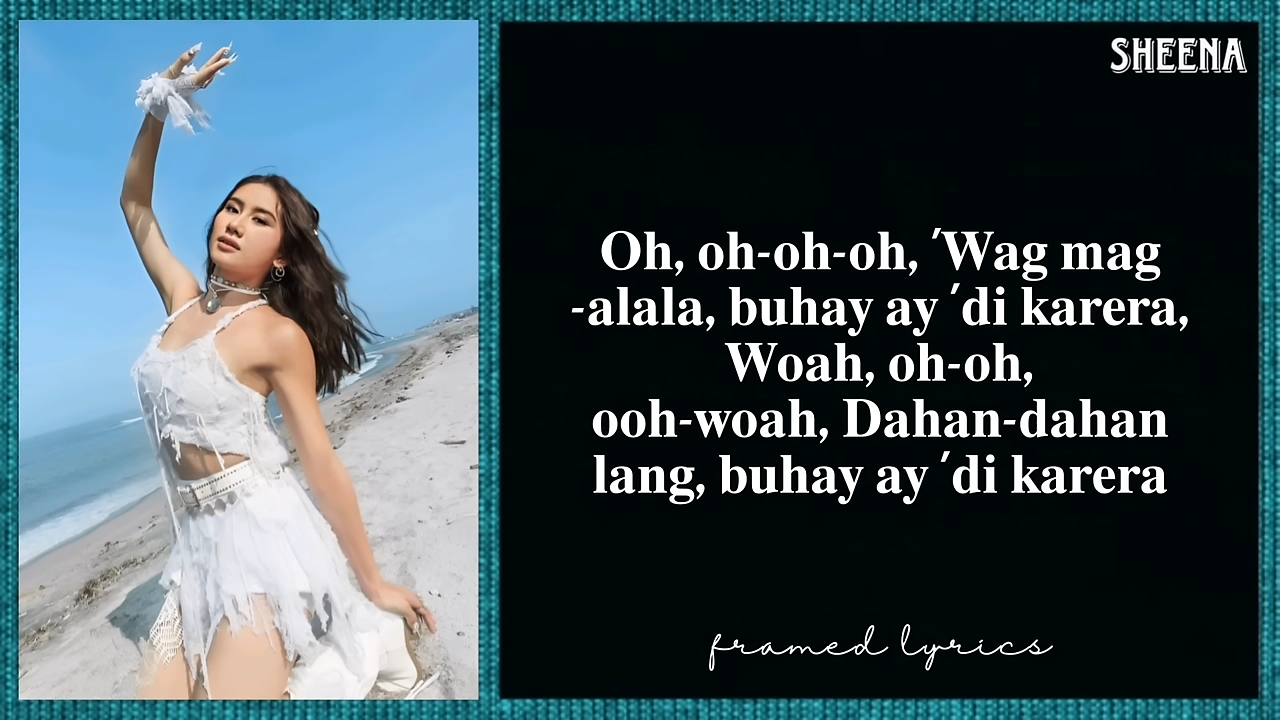 SHEENA
Oh, oh-oh-oh, ´Wag mag
-alala, buhay ay ´di karera,
Woah, oh-oh,
ooh-woah, Dahan-dahan
lang, buhay ay ´di karera
framed lyrics